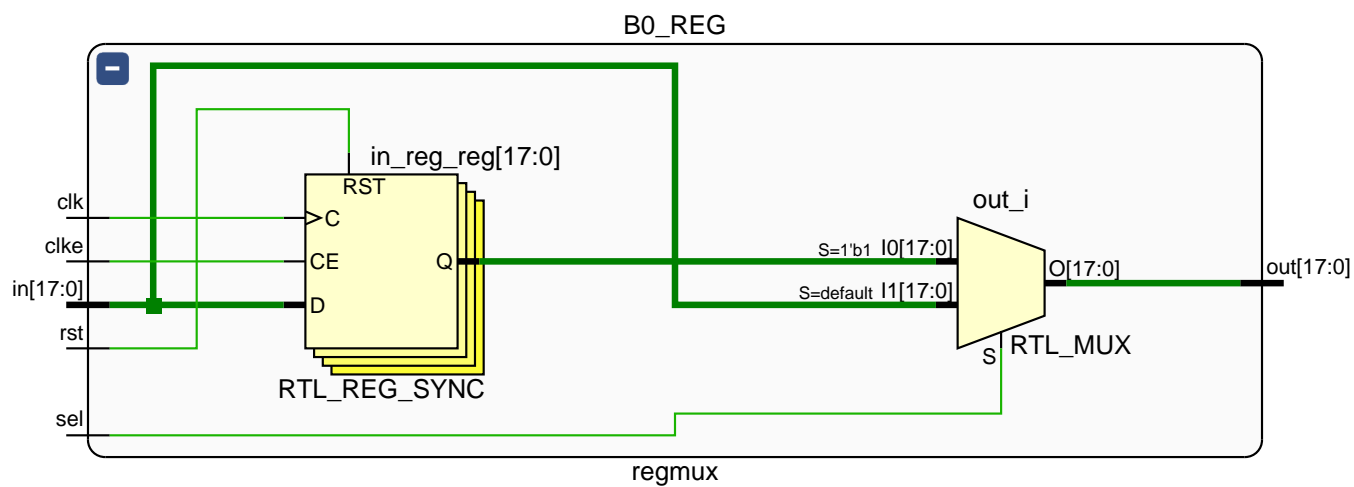 B0_REG
in_reg_reg[17:0]
RST
clk
C
out_i
clke
CE
Q
S=1'b1 I0[17:0]
in[17:0]
D
S=default I1[17:0]
O[17:0]
out[17:0]
rst
S
RTL_MUX
RTL_REG_SYNC
sel
regmux